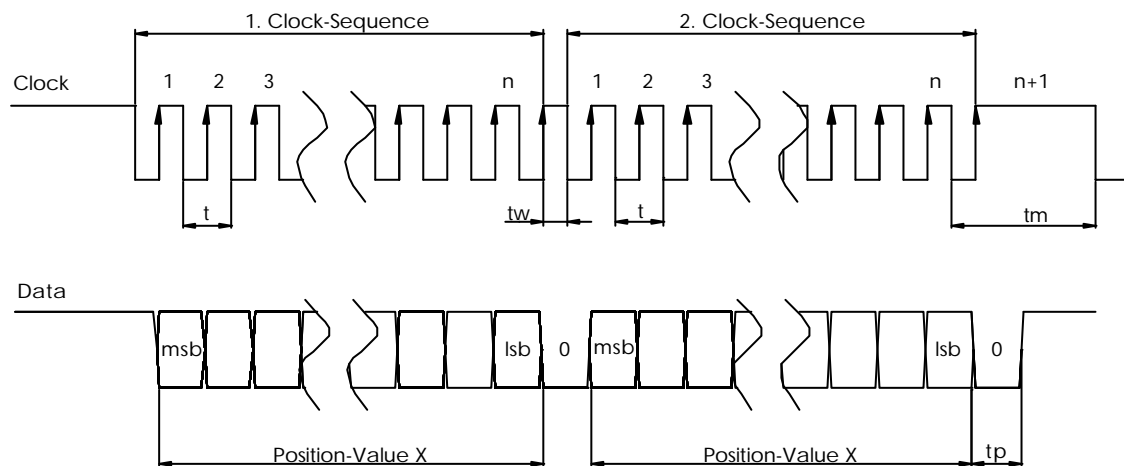 1. Clock-Sequence 2. Clock-Sequence
Clock 1 2 3 n 1 2 3 n n+1
t tw t tm
Data
msb lsb 0 msb lsb 0
Position-Value X Position-Value X tp